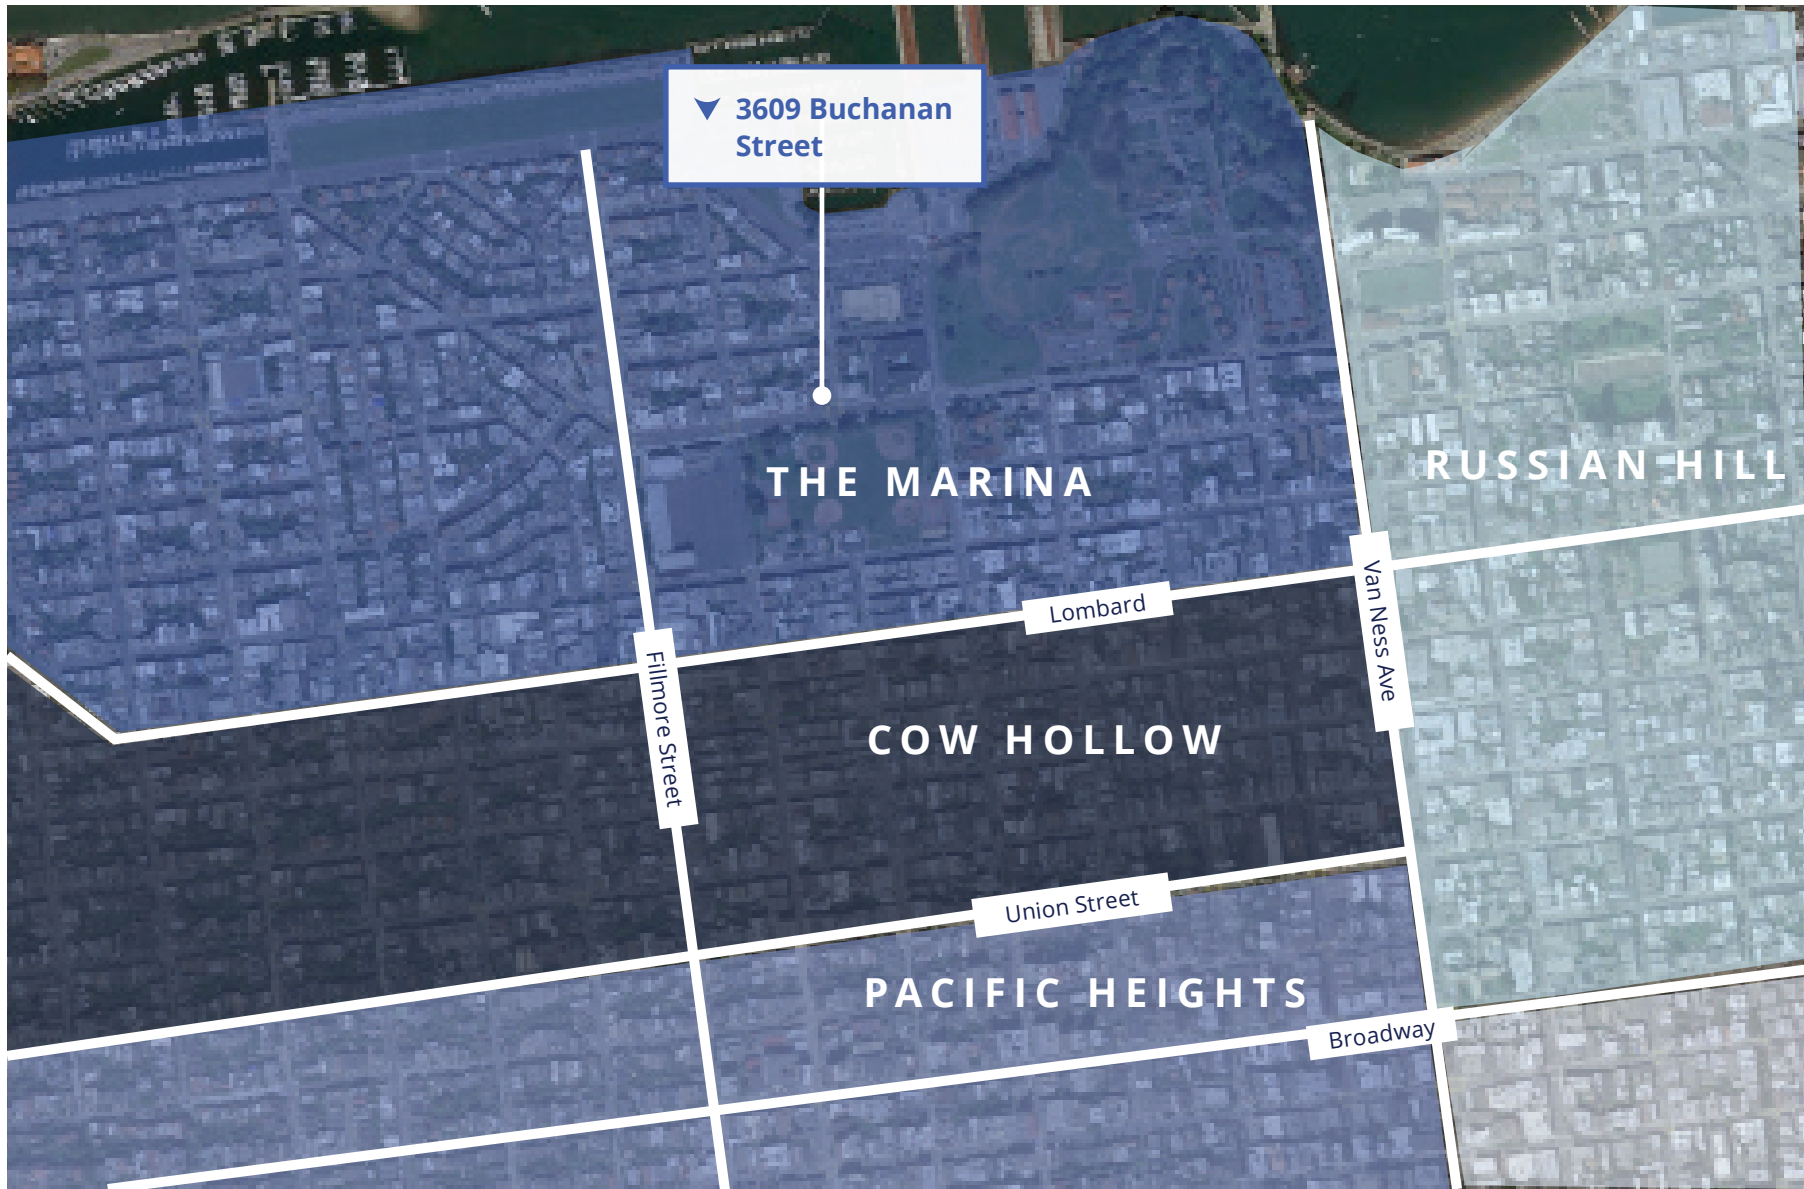 3609 Buchanan
Street
THE MARINA
RUSSIAN HILL
Lombard
Van Ness Ave
Fillmore Street
COW HOLLOW
Union Street
PACIFIC HEIGHTS
Broadway